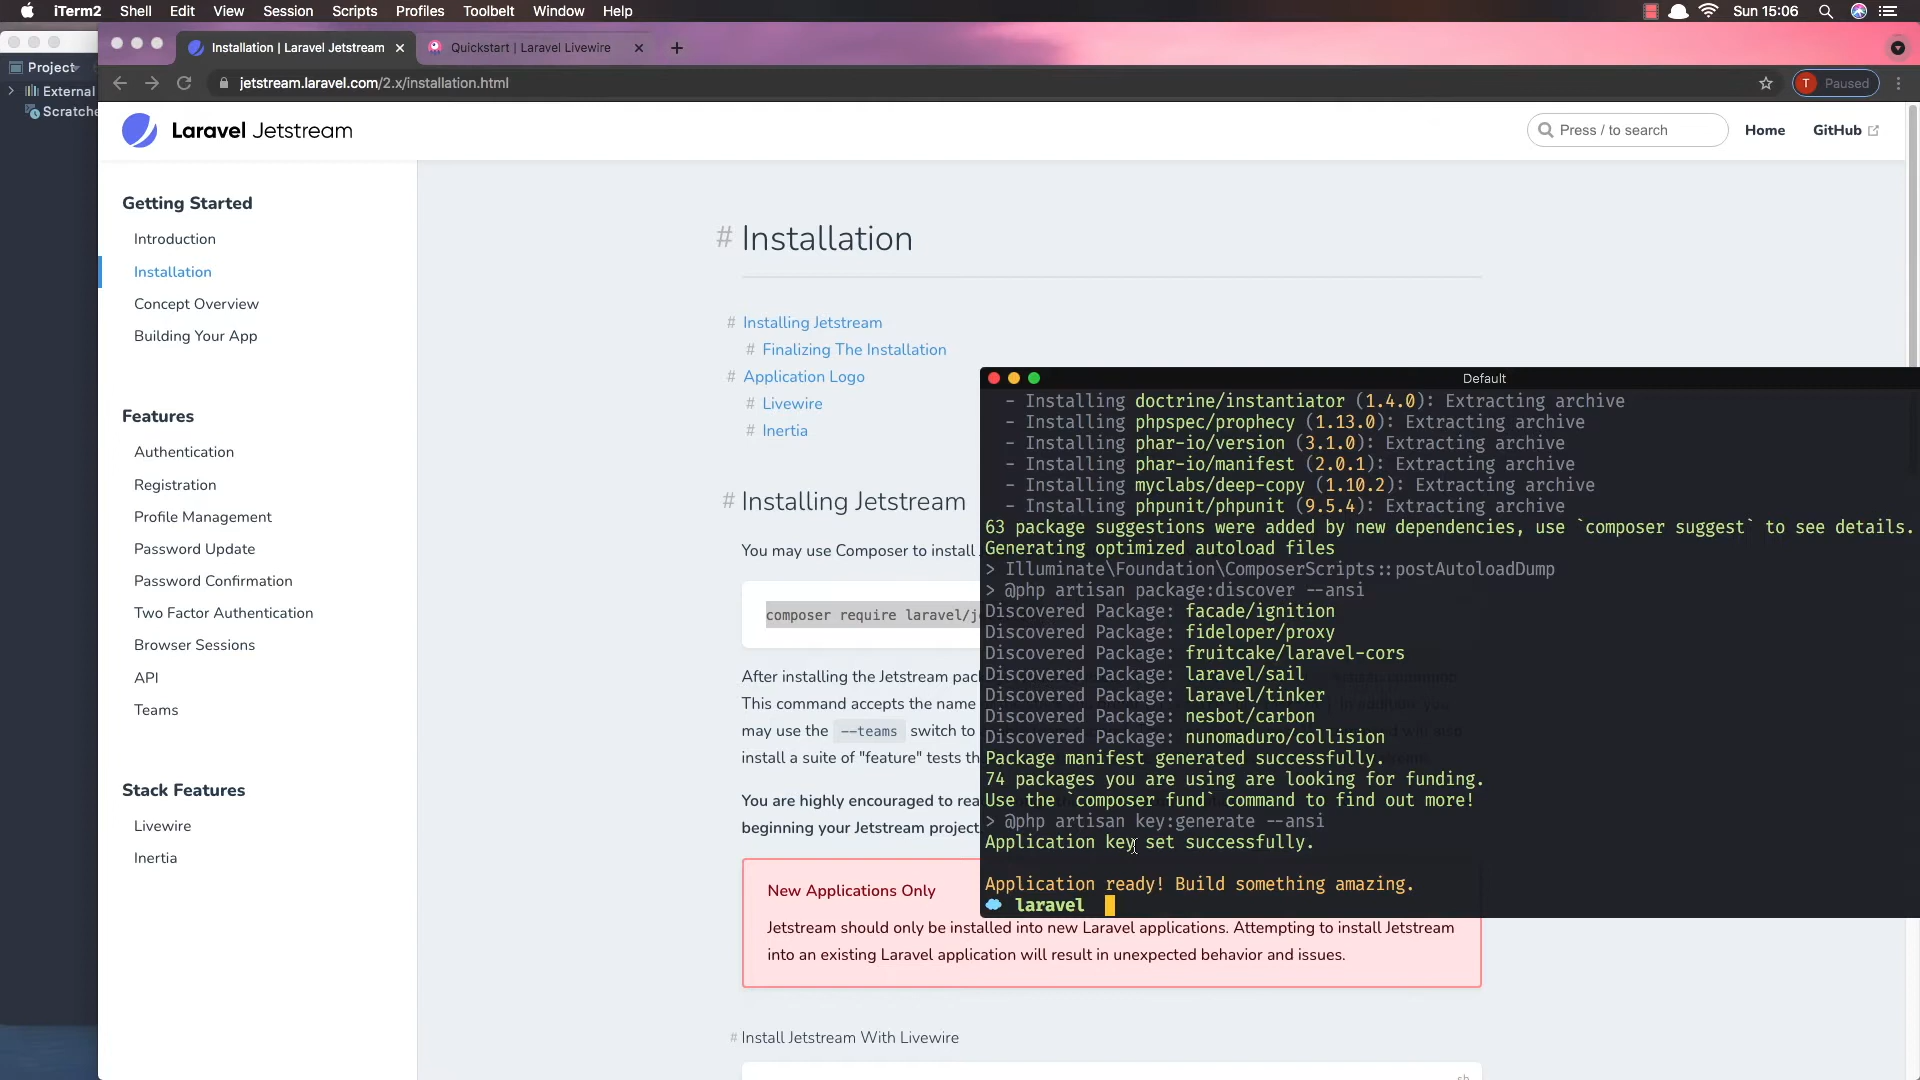 iTerm2 Shell Edit View Session Scripts Profiles Toolbelt Window Help Sun 15:06
Project
External
Scratche
Installation | Laravel Jetstream
Quickstart | Laravel Livewire
jetstream.laravel.com/2.x/installation.html
T Paused
Laravel Jetstream
Press / to search
Home
GitHub
Getting Started
Introduction
Installation
Concept Overview
Building Your App
Features
Authentication
Registration
Profile Management
Password Update
Password Confirmation
Two Factor Authentication
Browser Sessions
API
Teams
Stack Features
Livewire
Inertia
# Installation
# Installing Jetstream
# Finalizing The Installation
# Application Logo
# Livewire
# Inertia
# Installing Jetstream
You may use Composer to install
composer require laravel/j
After installing the Jetstream pac
This command accepts the name
may use the --teams switch to
install a suite of "feature" tests th
You are highly encouraged to rea
beginning your Jetstream project
New Applications Only
Jetstream should only be installed into new Laravel applications. Attempting to install Jetstream
into an existing Laravel application will result in unexpected behavior and issues.
# Install Jetstream With Livewire
sh
Default
- Installing doctrine/instantiator (1.4.0): Extracting archive
- Installing phpspec/prophecy (1.13.0): Extracting archive
- Installing phar-io/version (3.1.0): Extracting archive
- Installing phar-io/manifest (2.0.1): Extracting archive
- Installing myclabs/deep-copy (1.10.2): Extracting archive
- Installing phpunit/phpunit (9.5.4): Extracting archive
63 package suggestions were added by new dependencies, use `composer suggest` to see details.
Generating optimized autoload files
> Illuminate\Foundation\ComposerScripts::postAutoloadDump
> @php artisan package:discover --ansi
Discovered Package: facade/ignition
Discovered Package: fideloper/proxy
Discovered Package: fruitcake/laravel-cors
Discovered Package: laravel/sail
Discovered Package: laravel/tinker
Discovered Package: nesbot/carbon
Discovered Package: nunomaduro/collision
Package manifest generated successfully.
74 packages you are using are looking for funding.
Use the `composer fund` command to find out more!
> @php artisan key:generate --ansi
Application key set successfully.
Application ready! Build something amazing.
laravel